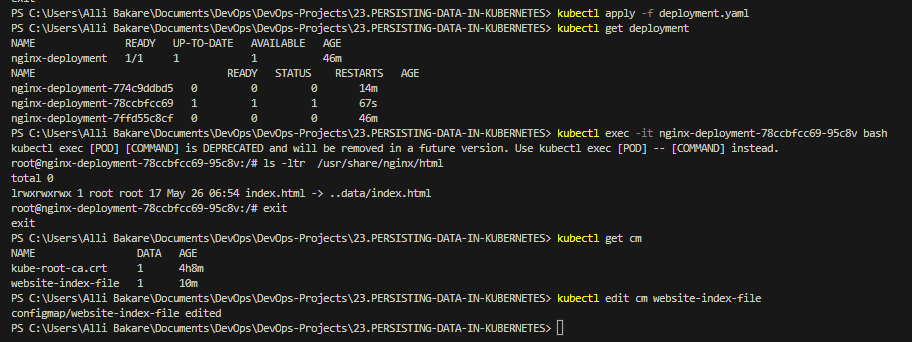 exit
PS C:\Users\Alli Bakare\Documents\DevOps\DevOps-Projects\23.PERSISTING-DATA-IN-KUBERNETES> kubectl apply -f deployment.yaml
PS C:\Users\Alli Bakare\Documents\DevOps\DevOps-Projects\23.PERSISTING-DATA-IN-KUBERNETES> kubectl get deployment
NAME READY UP-TO-DATE AVAILABLE AGE
nginx-deployment 1/1 1 1 46m
NAME READY STATUS RESTARTS AGE
nginx-deployment-774c9ddbd5 0 0 0 14m
nginx-deployment-78ccbfcc69 1 1 1 67s
nginx-deployment-7ffd55c8cf 0 0 0 46m
PS C:\Users\Alli Bakare\Documents\DevOps\DevOps-Projects\23.PERSISTING-DATA-IN-KUBERNETES> kubectl exec -it nginx-deployment-78ccbfcc69-95c8v bash
kubectl exec [POD] [COMMAND] is DEPRECATED and will be removed in a future version. Use kubectl exec [POD] -- [COMMAND] instead.
root@nginx-deployment-78ccbfcc69-95c8v:/# ls -ltr  /usr/share/nginx/html
total 0
lrwxrwxrwx 1 root root 17 May 26 06:54 index.html -> ..data/index.html
root@nginx-deployment-78ccbfcc69-95c8v:/# exit
exit
PS C:\Users\Alli Bakare\Documents\DevOps\DevOps-Projects\23.PERSISTING-DATA-IN-KUBERNETES> kubectl get cm
NAME DATA AGE
kube-root-ca.crt 1 4h8m
website-index-file 1 10m
PS C:\Users\Alli Bakare\Documents\DevOps\DevOps-Projects\23.PERSISTING-DATA-IN-KUBERNETES> kubectl edit cm website-index-file
configmap/website-index-file edited
PS C:\Users\Alli Bakare\Documents\DevOps\DevOps-Projects\23.PERSISTING-DATA-IN-KUBERNETES>